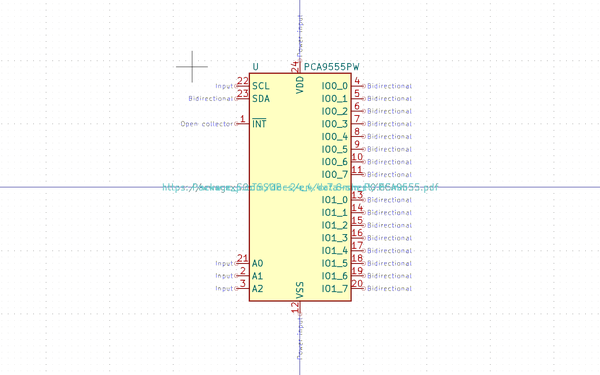 Power input
24
U PCA9555PW
VDD
Input 22 SCL IO0_0 4 Bidirectional
Bidirectional 23 SDA IO0_1 5 Bidirectional
IO0_2 6 Bidirectional
Open collector 1 INT IO0_3 7 Bidirectional
IO0_4 8 Bidirectional
IO0_5 9 Bidirectional
IO0_6 10 Bidirectional
IO0_7 11 Bidirectional
IO1_0 13 Bidirectional
IO1_1 14 Bidirectional
IO1_2 15 Bidirectional
IO1_3 16 Bidirectional
IO1_4 17 Bidirectional
Input 21 A0 IO1_5 18 Bidirectional
Input 2 A1 IO1_6 19 Bidirectional
Input 3 A2 IO1_7 20 Bidirectional
VSS
12
Power input